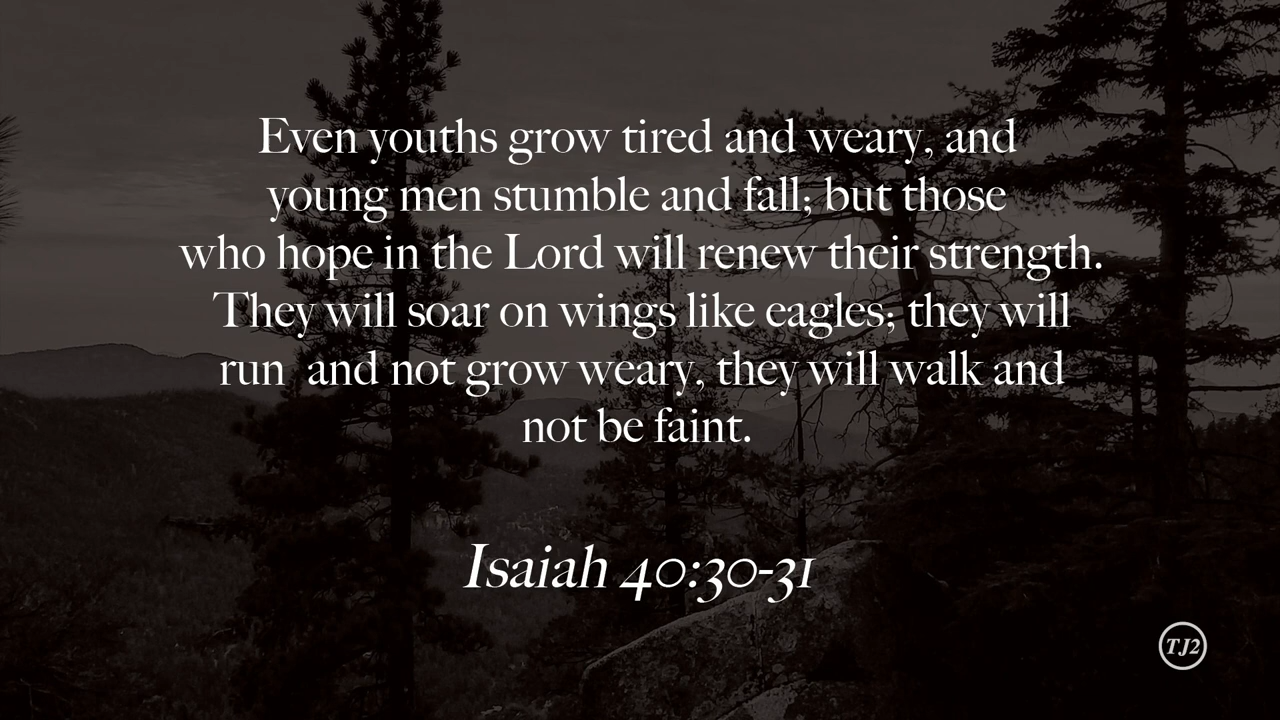 Even youths grow tired and weary, and
young men stumble and fall; but those
who hope in the Lord will renew their strength.
They will soar on wings like eagles; they will
run  and not grow weary, they will walk and
not be faint.
Isaiah 40:30-31
TJ2